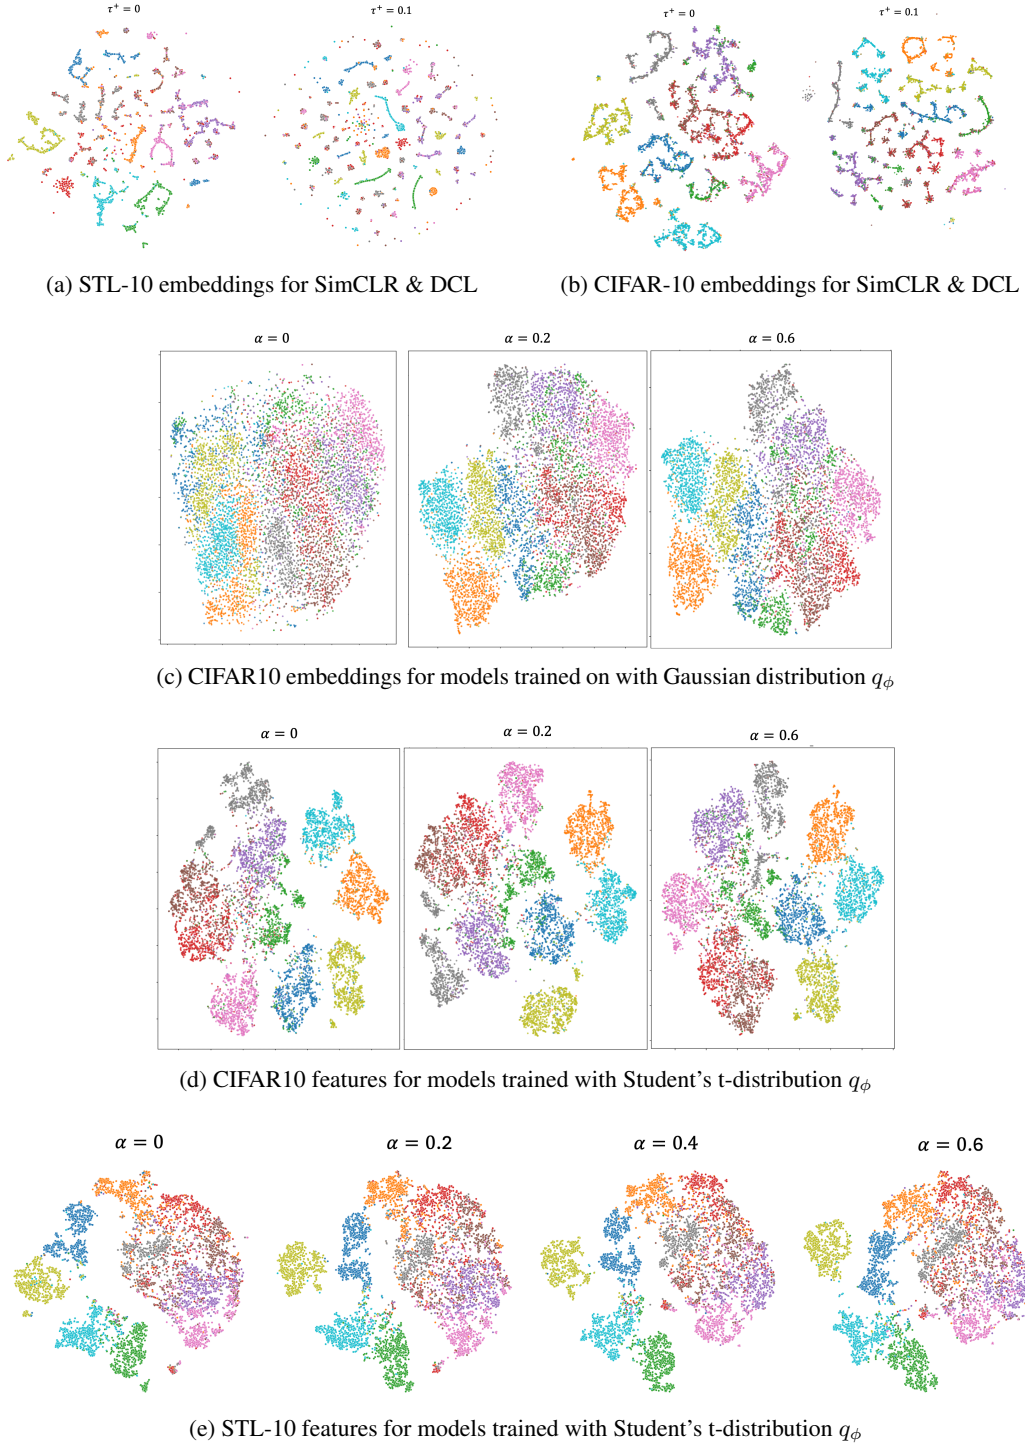 τ⁺ = 0
τ⁺ = 0.1
τ⁺ = 0
τ⁺ = 0.1
(a) STL-10 embeddings for SimCLR & DCL
(b) CIFAR-10 embeddings for SimCLR & DCL
α = 0
α = 0.2
α = 0.6
(c) CIFAR10 embeddings for models trained on with Gaussian distribution qϕ
α = 0
α = 0.2
α = 0.6
(d) CIFAR10 features for models trained with Student's t-distribution qϕ
α = 0
α = 0.2
α = 0.4
α = 0.6
(e) STL-10 features for models trained with Student's t-distribution qϕ